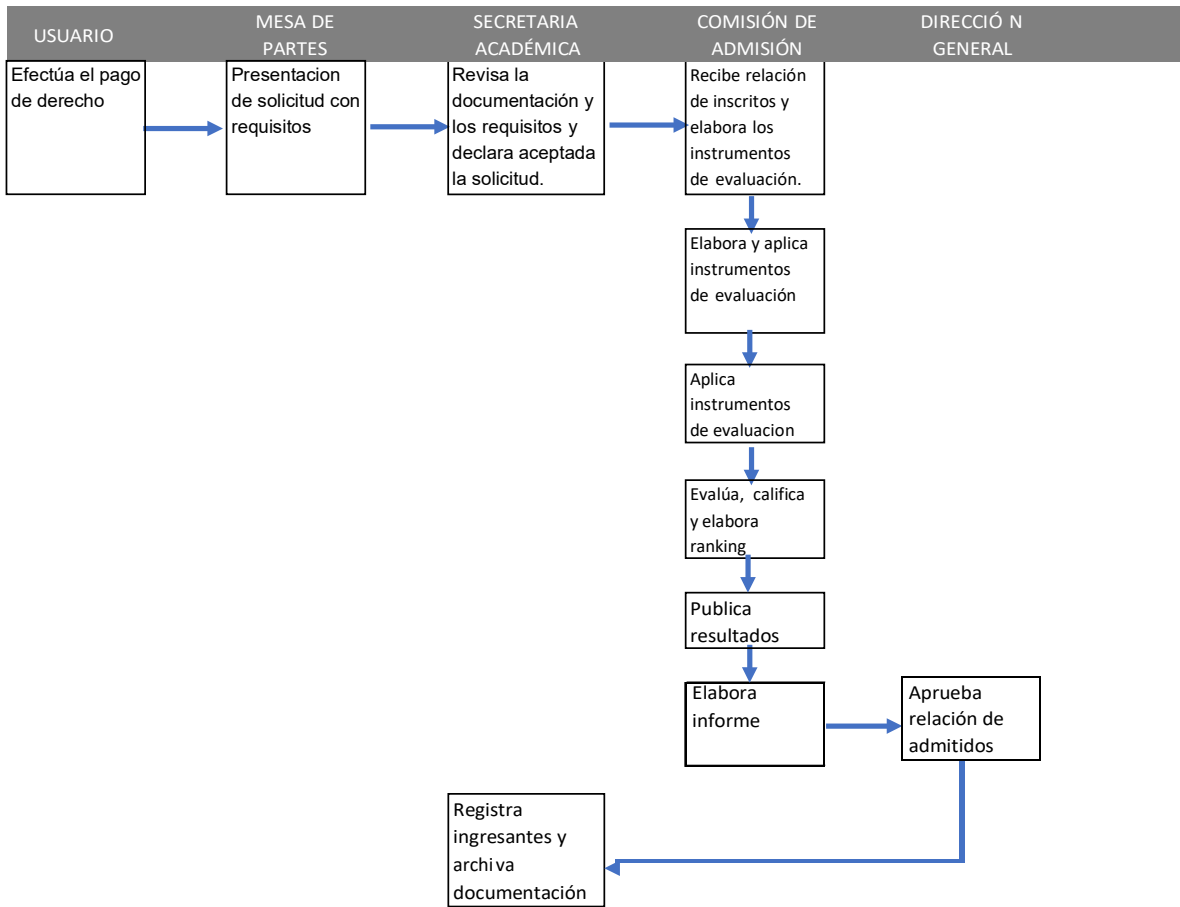 USUARIO
MESA DE
PARTES
SECRETARIA
ACADÉMICA
COMISIÓN DE
ADMISIÓN
DIRECCIÓ N
GENERAL
Efectúa el pago
de derecho
Presentacion
de solicitud con
requisitos
Revisa la
documentación y
los requisitos y
declara aceptada
la solicitud.
Recibe relación
de inscritos y
elabora los
instrumentos
de evaluación.
Elabora y aplica
instrumentos
de evaluación
Aplica
instrumentos
de evaluacion
Evalúa, califica
y elabora
ranking
Publica
resultados
Elabora
informe
Aprueba
relación de
admitidos
Registra
ingresantes y
archiva
documentación